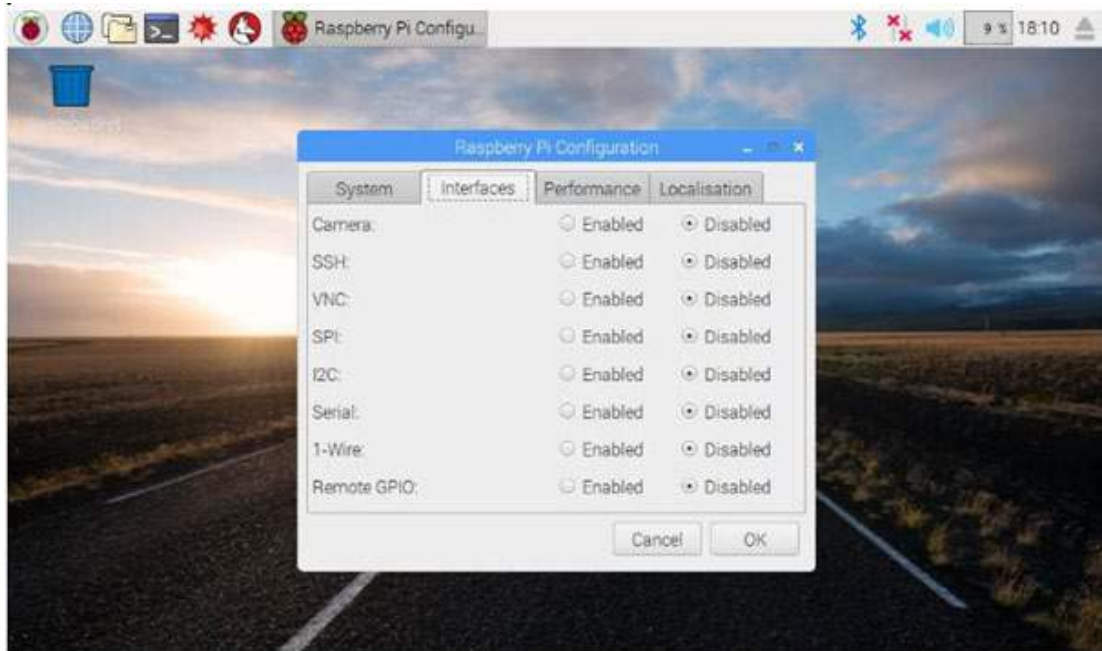 Raspberry Pi Configu...
9 % 18:10
Raspberry Pi Configuration
System Interfaces Performance Localisation
Camera: Enabled Disabled
SSH: Enabled Disabled
VNC: Enabled Disabled
SPI: Enabled Disabled
I2C: Enabled Disabled
Serial: Enabled Disabled
1-Wire: Enabled Disabled
Remote GPIO: Enabled Disabled
Cancel OK